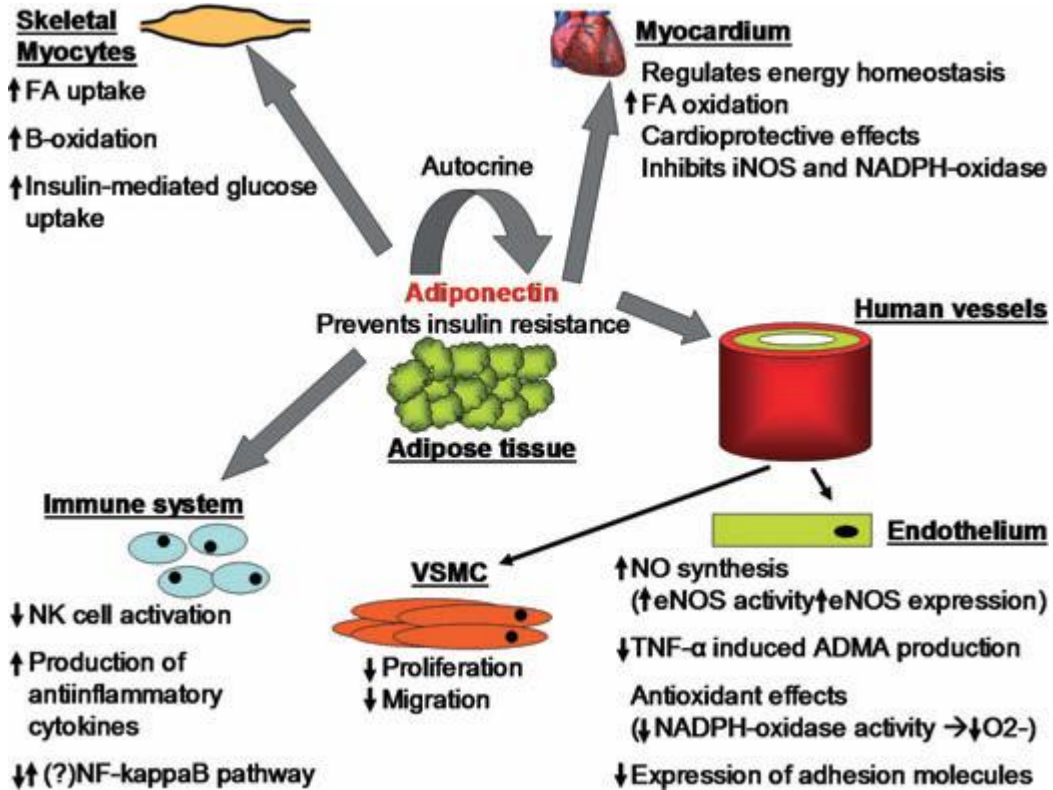 Skeletal
Myocytes
↑FA uptake
↑B-oxidation
↑Insulin-mediated glucose
uptake
Myocardium
Regulates energy homeostasis
↑FA oxidation
Cardioprotective effects
Inhibits iNOS and NADPH-oxidase
Autocrine
Adiponectin
Prevents insulin resistance
Adipose tissue
Human vessels
Immune system
↓NK cell activation
↑Production of
antiinflammatory
cytokines
↓↑(?)NF-kappaB pathway
VSMC
↓Proliferation
↓Migration
Endothelium
↑NO synthesis
(↑eNOS activity↑eNOS expression)
↓TNF-α induced ADMA production
Antioxidant effects
(↓NADPH-oxidase activity →↓O2-)
↓Expression of adhesion molecules